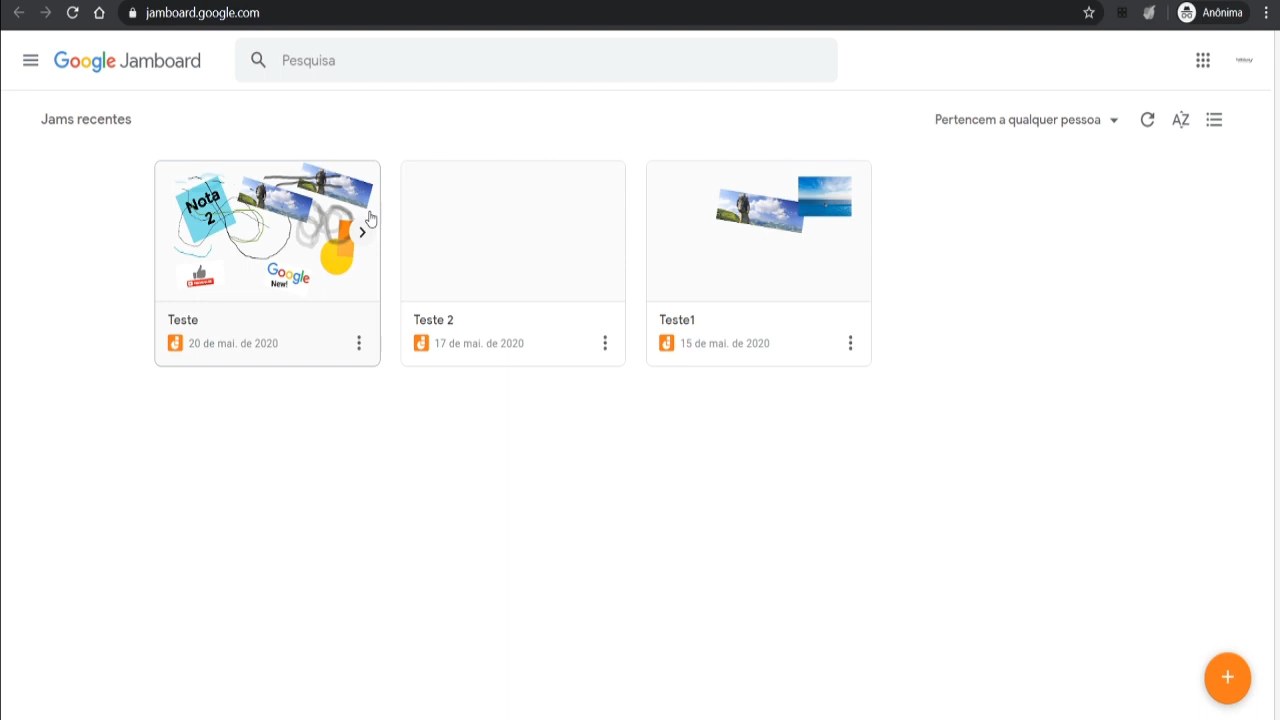 jamboard.google.com
Anônima
Google Jamboard
Pesquisa
Jams recentes
Pertencem a qualquer pessoa
AZ
Nota
2
Google
New!
Teste
20 de mai. de 2020
Teste 2
17 de mai. de 2020
Teste1
15 de mai. de 2020